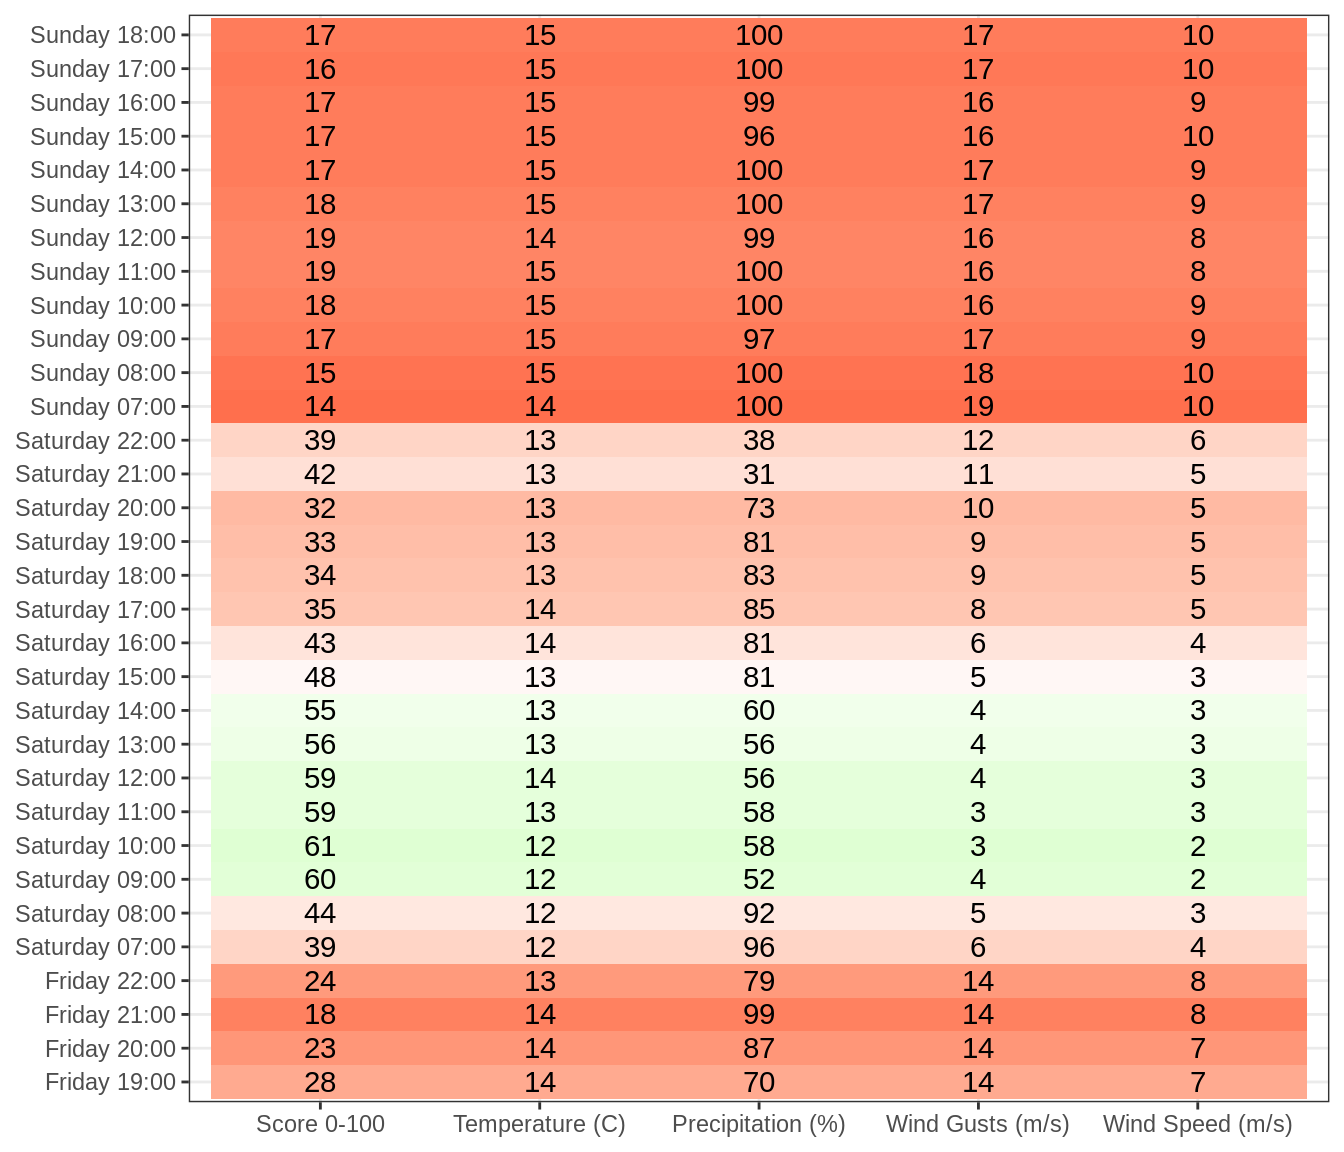 Sunday 18:00 17 15 100 17 10
Sunday 17:00 16 15 100 17 10
Sunday 16:00 17 15 99 16 9
Sunday 15:00 17 15 96 16 10
Sunday 14:00 17 15 100 17 9
Sunday 13:00 18 15 100 17 9
Sunday 12:00 19 14 99 16 8
Sunday 11:00 19 15 100 16 8
Sunday 10:00 18 15 100 16 9
Sunday 09:00 17 15 97 17 9
Sunday 08:00 15 15 100 18 10
Sunday 07:00 14 14 100 19 10
Saturday 22:00 39 13 38 12 6
Saturday 21:00 42 13 31 11 5
Saturday 20:00 32 13 73 10 5
Saturday 19:00 33 13 81 9 5
Saturday 18:00 34 13 83 9 5
Saturday 17:00 35 14 85 8 5
Saturday 16:00 43 14 81 6 4
Saturday 15:00 48 13 81 5 3
Saturday 14:00 55 13 60 4 3
Saturday 13:00 56 13 56 4 3
Saturday 12:00 59 14 56 4 3
Saturday 11:00 59 13 58 3 3
Saturday 10:00 61 12 58 3 2
Saturday 09:00 60 12 52 4 2
Saturday 08:00 44 12 92 5 3
Saturday 07:00 39 12 96 6 4
Friday 22:00 24 13 79 14 8
Friday 21:00 18 14 99 14 8
Friday 20:00 23 14 87 14 7
Friday 19:00 28 14 70 14 7
Score 0-100 Temperature (C) Precipitation (%) Wind Gusts (m/s) Wind Speed (m/s)